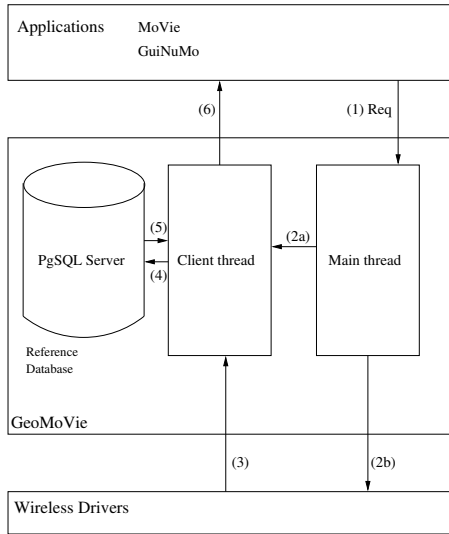 Applications MoVie
GuiNuMo
(6) (1) Req
(5) (2a)
PgSQL Server Client thread Main thread
(4)
Reference
Database
GeoMoVie
(3) (2b)
Wireless Drivers